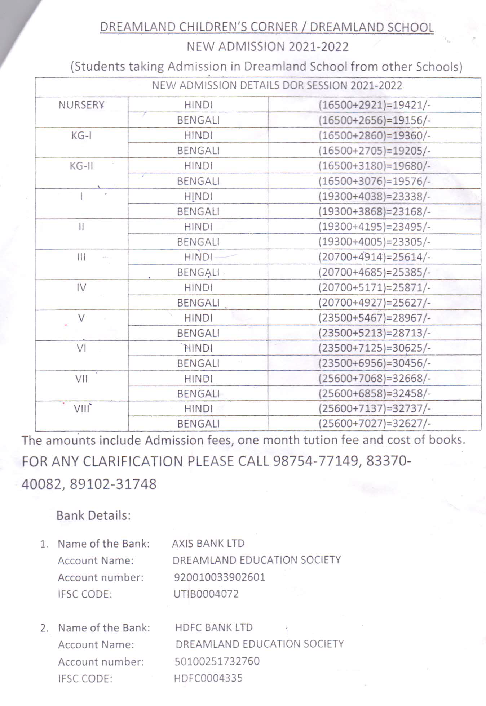 DREAMLAND CHILDREN'S CORNER / DREAMLAND SCHOOL
NEW ADMISSION 2021-2022
(Students taking Admission in Dreamland School from other Schools)
NEW ADMISSION DETAILS DOR SESSION 2021-2022
NURSERY HINDI (16500+2921)=19421/-
BENGALI (16500+2656)=19156/-
KG-I HINDI (16500+2860)=19360/-
BENGALI (16500+2705)=19205/-
KG-II HINDI (16500+3180)=19680/-
BENGALI (16500+3076)=19576/-
I HINDI (19300+4038)=23338/-
BENGALI (19300+3868)=23168/-
II HINDI (19300+4195)=23495/-
BENGALI (19300+4005)=23305/-
III HINDI (20700+4914)=25614/-
BENGALI (20700+4685)=25385/-
IV HINDI (20700+5171)=25871/-
BENGALI (20700+4927)=25627/-
V HINDI (23500+5467)=28967/-
BENGALI (23500+5213)=28713/-
VI HINDI (23500+7125)=30625/-
BENGALI (23500+6956)=30456/-
VII HINDI (25600+7068)=32668/-
BENGALI (25600+6858)=32458/-
VIII HINDI (25600+7137)=32737/-
BENGALI (25600+7027)=32627/-
The amounts include Admission fees, one month tution fee and cost of books.
FOR ANY CLARIFICATION PLEASE CALL 98754-77149, 83370-
40082, 89102-31748
Bank Details:
1. Name of the Bank: AXIS BANK LTD
Account Name: DREAMLAND EDUCATION SOCIETY
Account number: 920010033902601
IFSC CODE: UTIB0004072
2. Name of the Bank: HDFC BANK LTD
Account Name: DREAMLAND EDUCATION SOCIETY
Account number: 50100251732760
IFSC CODE: HDFC0004335